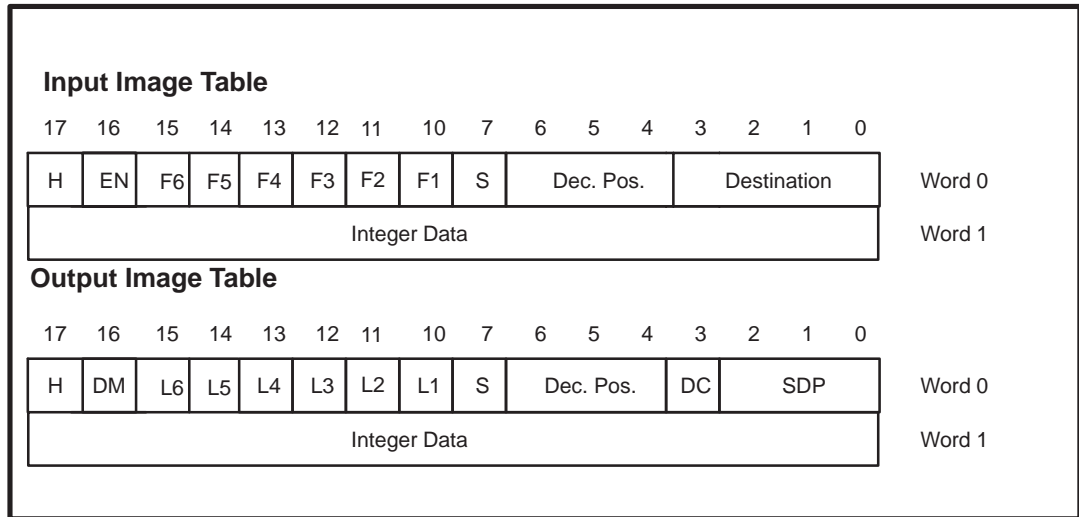 Input Image Table
17 16 15 14 13 12 11 10 7 6 5 4 3 2 1 0
H EN F6 F5 F4 F3 F2 F1 S Dec. Pos. Destination Word 0
Integer Data Word 1
Output Image Table
17 16 15 14 13 12 11 10 7 6 5 4 3 2 1 0
H DM L6 L5 L4 L3 L2 L1 S Dec. Pos. DC SDP Word 0
Integer Data Word 1